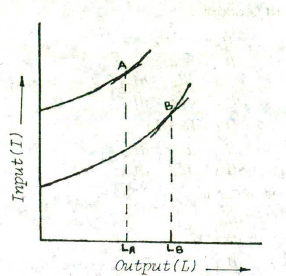 A
B
Input(I)
LA LB
Output(L)